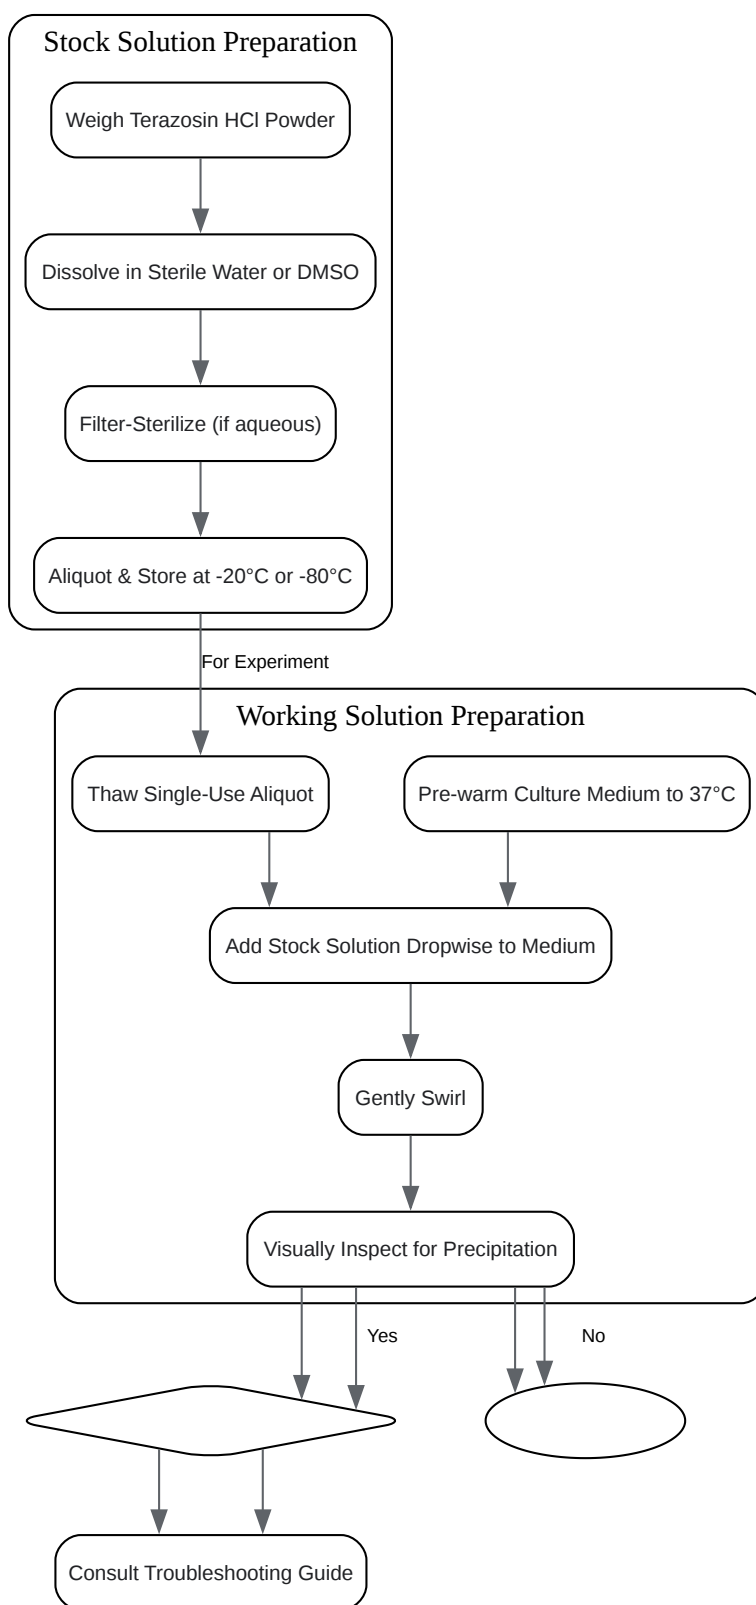 Stock Solution Preparation
Weigh Terazosin HCl Powder
Dissolve in Sterile Water or DMSO
Filter-Sterilize (if aqueous)
Aliquot & Store at -20°C or -80°C
For Experiment
Working Solution Preparation
Thaw Single-Use Aliquot
Pre-warm Culture Medium to 37°C
Add Stock Solution Dropwise to Medium
Gently Swirl
Visually Inspect for Precipitation
Yes
No
Consult Troubleshooting Guide